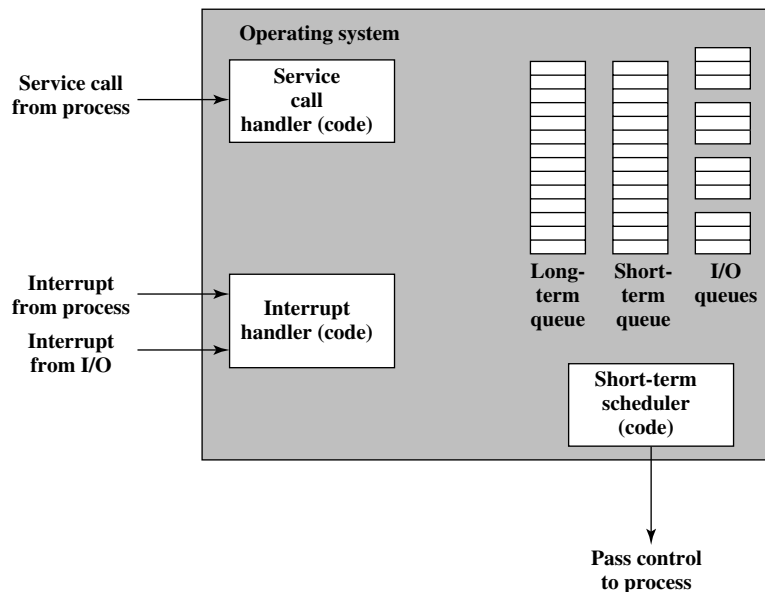 Operating system
Service call
from process
Service
call
handler (code)
Interrupt
from process
Interrupt
from I/O
Interrupt
handler (code)
Long-
term
queue
Short-
term
queue
I/O
queues
Short-term
scheduler
(code)
Pass control
to process